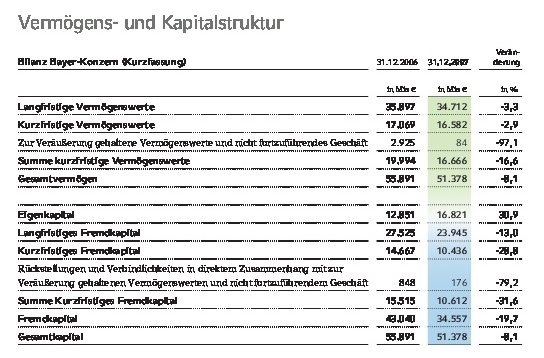 Vermögens- und Kapitalstruktur
Verän-
Bilanz Bayer-Konzern (Kurzfassung) 31.12.2006 31.12.2007 derung
in Mio € in Mio € in %
Langfristige Vermögenswerte 35.897 34.712 -3,3
Kurzfristige Vermögenswerte 17.069 16.582 -2,9
Zur Veräußerung gehaltene Vermögenswerte und nicht fortzuführendes Geschäft 2.925 84 -97,1
Summe kurzfristige Vermögenswerte 19.994 16.666 -16,6
Gesamtvermögen 55.891 51.378 -8,1
Eigenkapital 12.851 16.821 30,9
Langfristiges Fremdkapital 27.525 23.945 -13,0
Kurzfristiges Fremdkapital 14.667 10.436 -28,8
Rückstellungen und Verbindlichkeiten in direktem Zusammenhang mit zur
Veräußerung gehaltenen Vermögenswerten und nicht fortzuführendem Geschäft 848 176 -79,2
Summe Kurzfristiges Fremdkapital 15.515 10.612 -31,6
Fremdkapital 43.040 34.557 -19,7
Gesamtkapital 55.891 51.378 -8,1